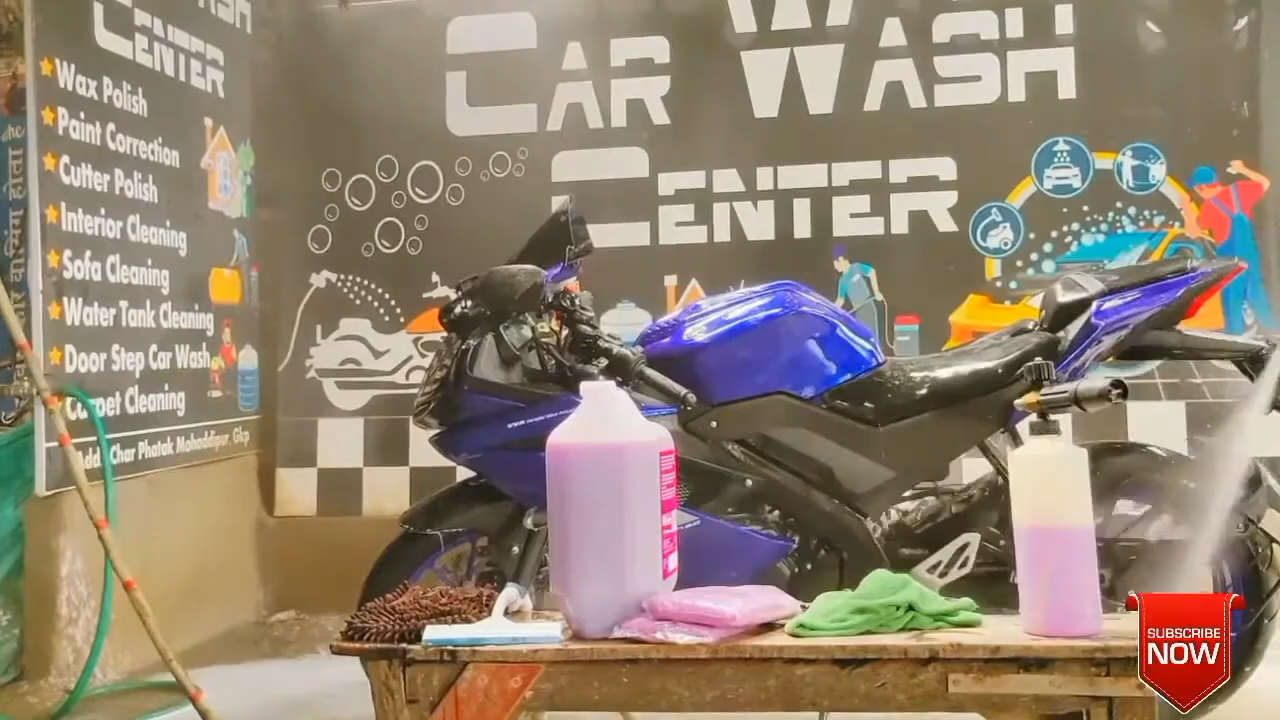 WASH
CENTER
Wax Polish
Paint Correction
Cutter Polish
Interior Cleaning
Sofa Cleaning
Water Tank Cleaning
Door Step Car Wash
Carpet Cleaning
Char Phatak Mohaddipur, Gkp
CAR WASH
CENTER
SUBSCRIBE
NOW